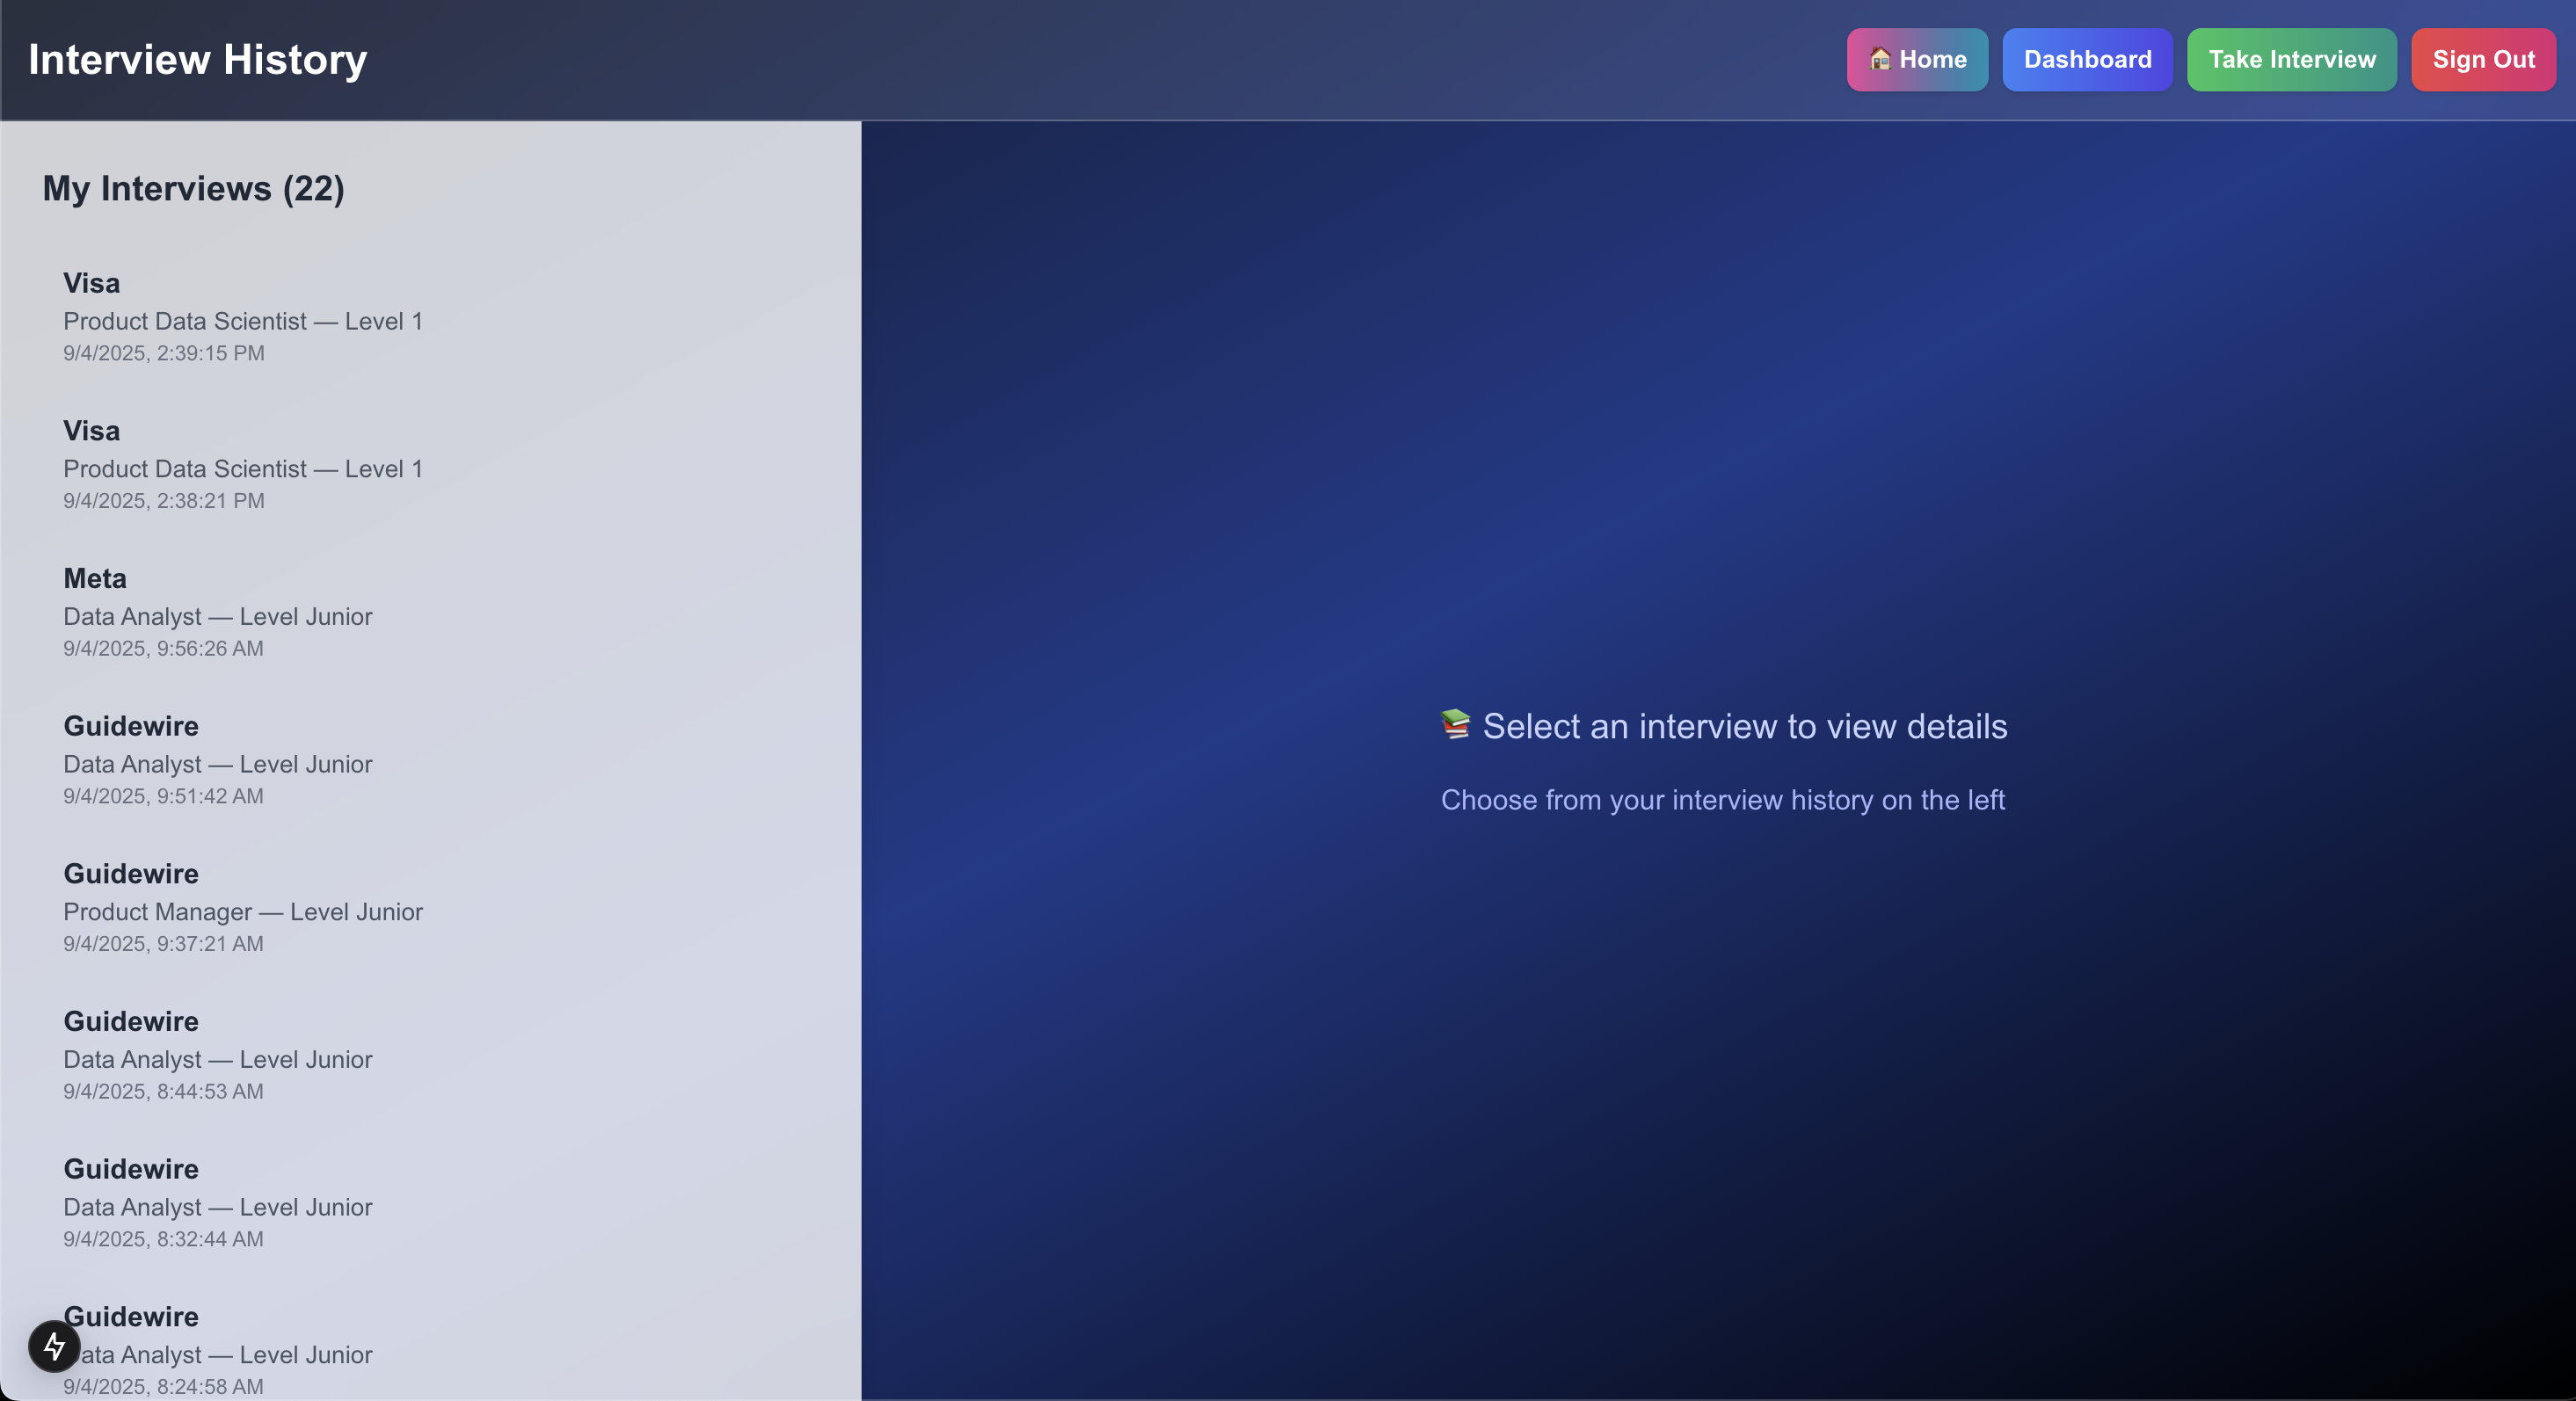 Interview History
🏠 Home
Dashboard
Take Interview
Sign Out
My Interviews (22)
Visa
Product Data Scientist — Level 1
9/4/2025, 2:39:15 PM
Visa
Product Data Scientist — Level 1
9/4/2025, 2:38:21 PM
Meta
Data Analyst — Level Junior
9/4/2025, 9:56:26 AM
Guidewire
Data Analyst — Level Junior
9/4/2025, 9:51:42 AM
Guidewire
Product Manager — Level Junior
9/4/2025, 9:37:21 AM
Guidewire
Data Analyst — Level Junior
9/4/2025, 8:44:53 AM
Guidewire
Data Analyst — Level Junior
9/4/2025, 8:32:44 AM
Guidewire
Data Analyst — Level Junior
9/4/2025, 8:24:58 AM
📚 Select an interview to view details
Choose from your interview history on the left